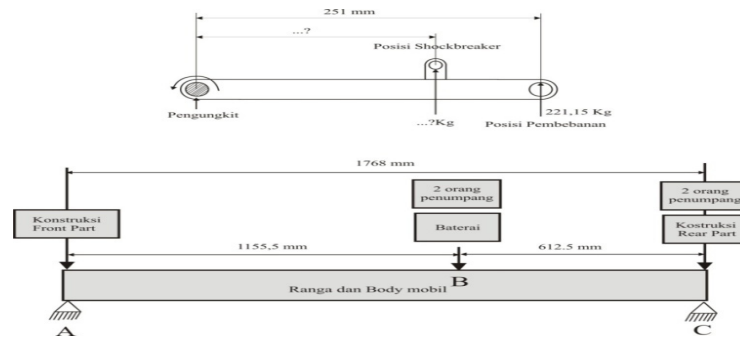 251 mm
...?
Posisi Shockbreaker
Pengungkit
...?Kg
221,15 Kg
Posisi Pembebanan
1768 mm
Konstruksi
Front Part
2 orang
penumpang
Baterai
2 orang
penumpang
Kostruksi
Rear Part
1155,5 mm
612.5 mm
Ranga dan Body mobil
B
A
C